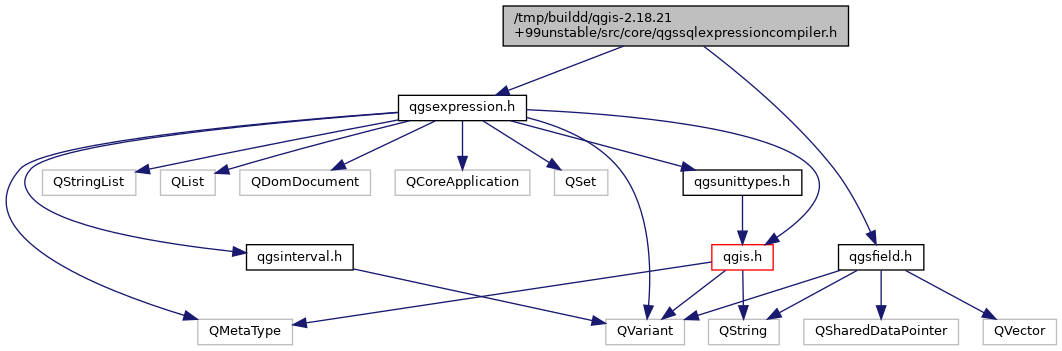 /tmp/buildd/qgis-2.18.21
+99unstable/src/core/qgssqlexpressioncompiler.h
qgsexpression.h
QStringList
QList
QDomDocument
QCoreApplication
QSet
qgsunittypes.h
qgsinterval.h
qgis.h
qgsfield.h
QMetaType
QVariant
QString
QSharedDataPointer
QVector